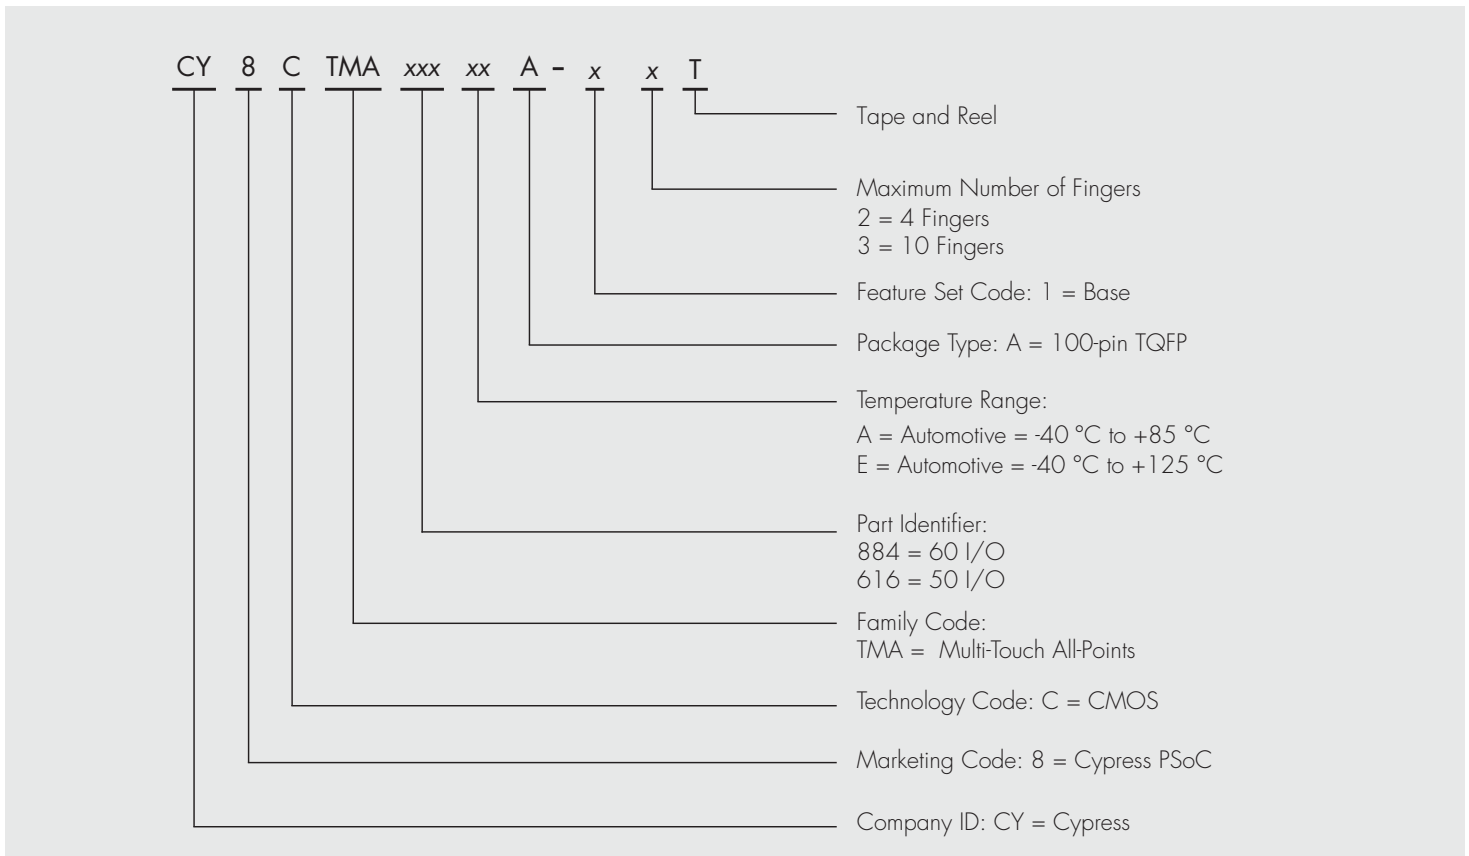 CY 8 C TMA xxx xx A - x x T
Tape and Reel
Maximum Number of Fingers
2 = 4 Fingers
3 = 10 Fingers
Feature Set Code: 1 = Base
Package Type: A = 100-pin TQFP
Temperature Range:
A = Automotive = -40 °C to +85 °C
E = Automotive = -40 °C to +125 °C
Part Identifier:
884 = 60 I/O
616 = 50 I/O
Family Code:
TMA = Multi-Touch All-Points
Technology Code: C = CMOS
Marketing Code: 8 = Cypress PSoC
Company ID: CY = Cypress